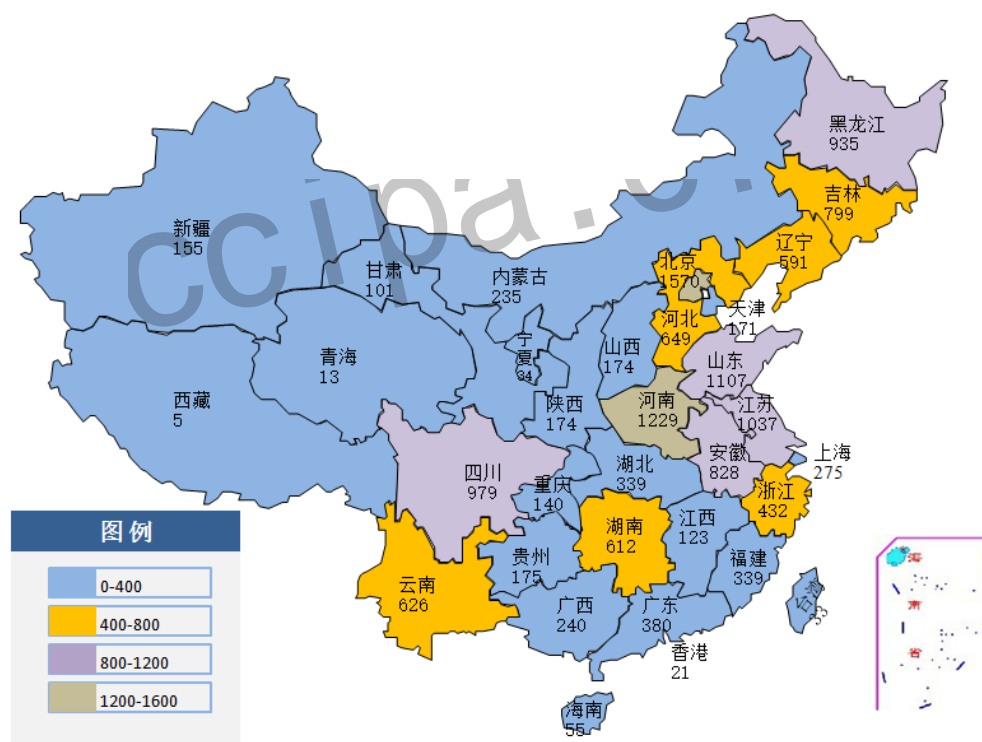 黑龙江
935
吉林
799
辽宁
591
新疆
155
甘肃
101
内蒙古
235
北京
1570
天津
171
河北
649
宁
夏
34
山西
174
山东
1107
青海
13
西藏
5
陕西
174
河南
1229
江苏
1037
安徽
828
上海
275
四川
979
重庆
140
湖北
339
浙江
432
湖南
612
江西
123
福建
339
云南
626
贵州
175
广西
240
广东
380
台湾
香港
21
海南
55
图例
0-400
400-800
800-1200
1200-1600
海
南
省
ccipa.